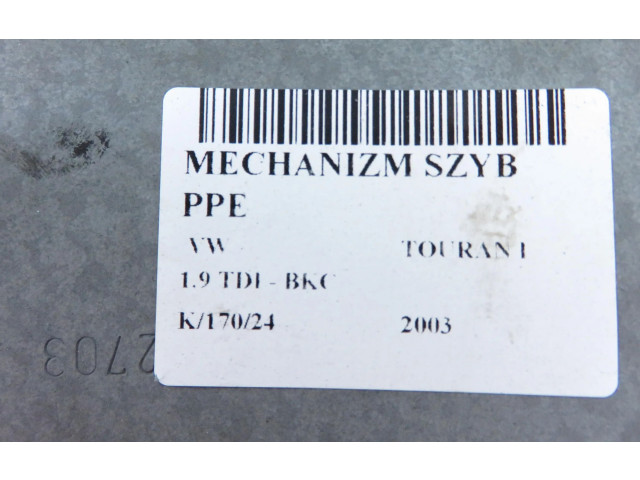 MECHANIZM SZYB
PPE
VW TOURAN I
1.9 TDI - BKC
K/170/24 2003
2703